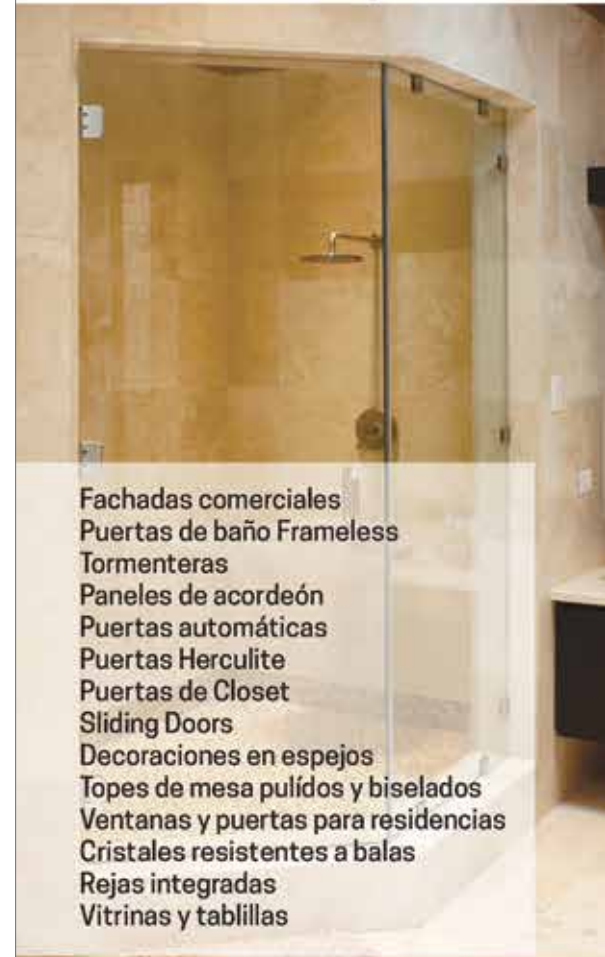 Fachadas comerciales
Puertas de baño Frameless
Tormenteras
Paneles de acordeón
Puertas automáticas
Puertas Herculite
Puertas de Closet
Sliding Doors
Decoraciones en espejos
Topes de mesa pulídos y biselados
Ventanas y puertas para residencias
Cristales resistentes a balas
Rejas integradas
Vitrinas y tablillas